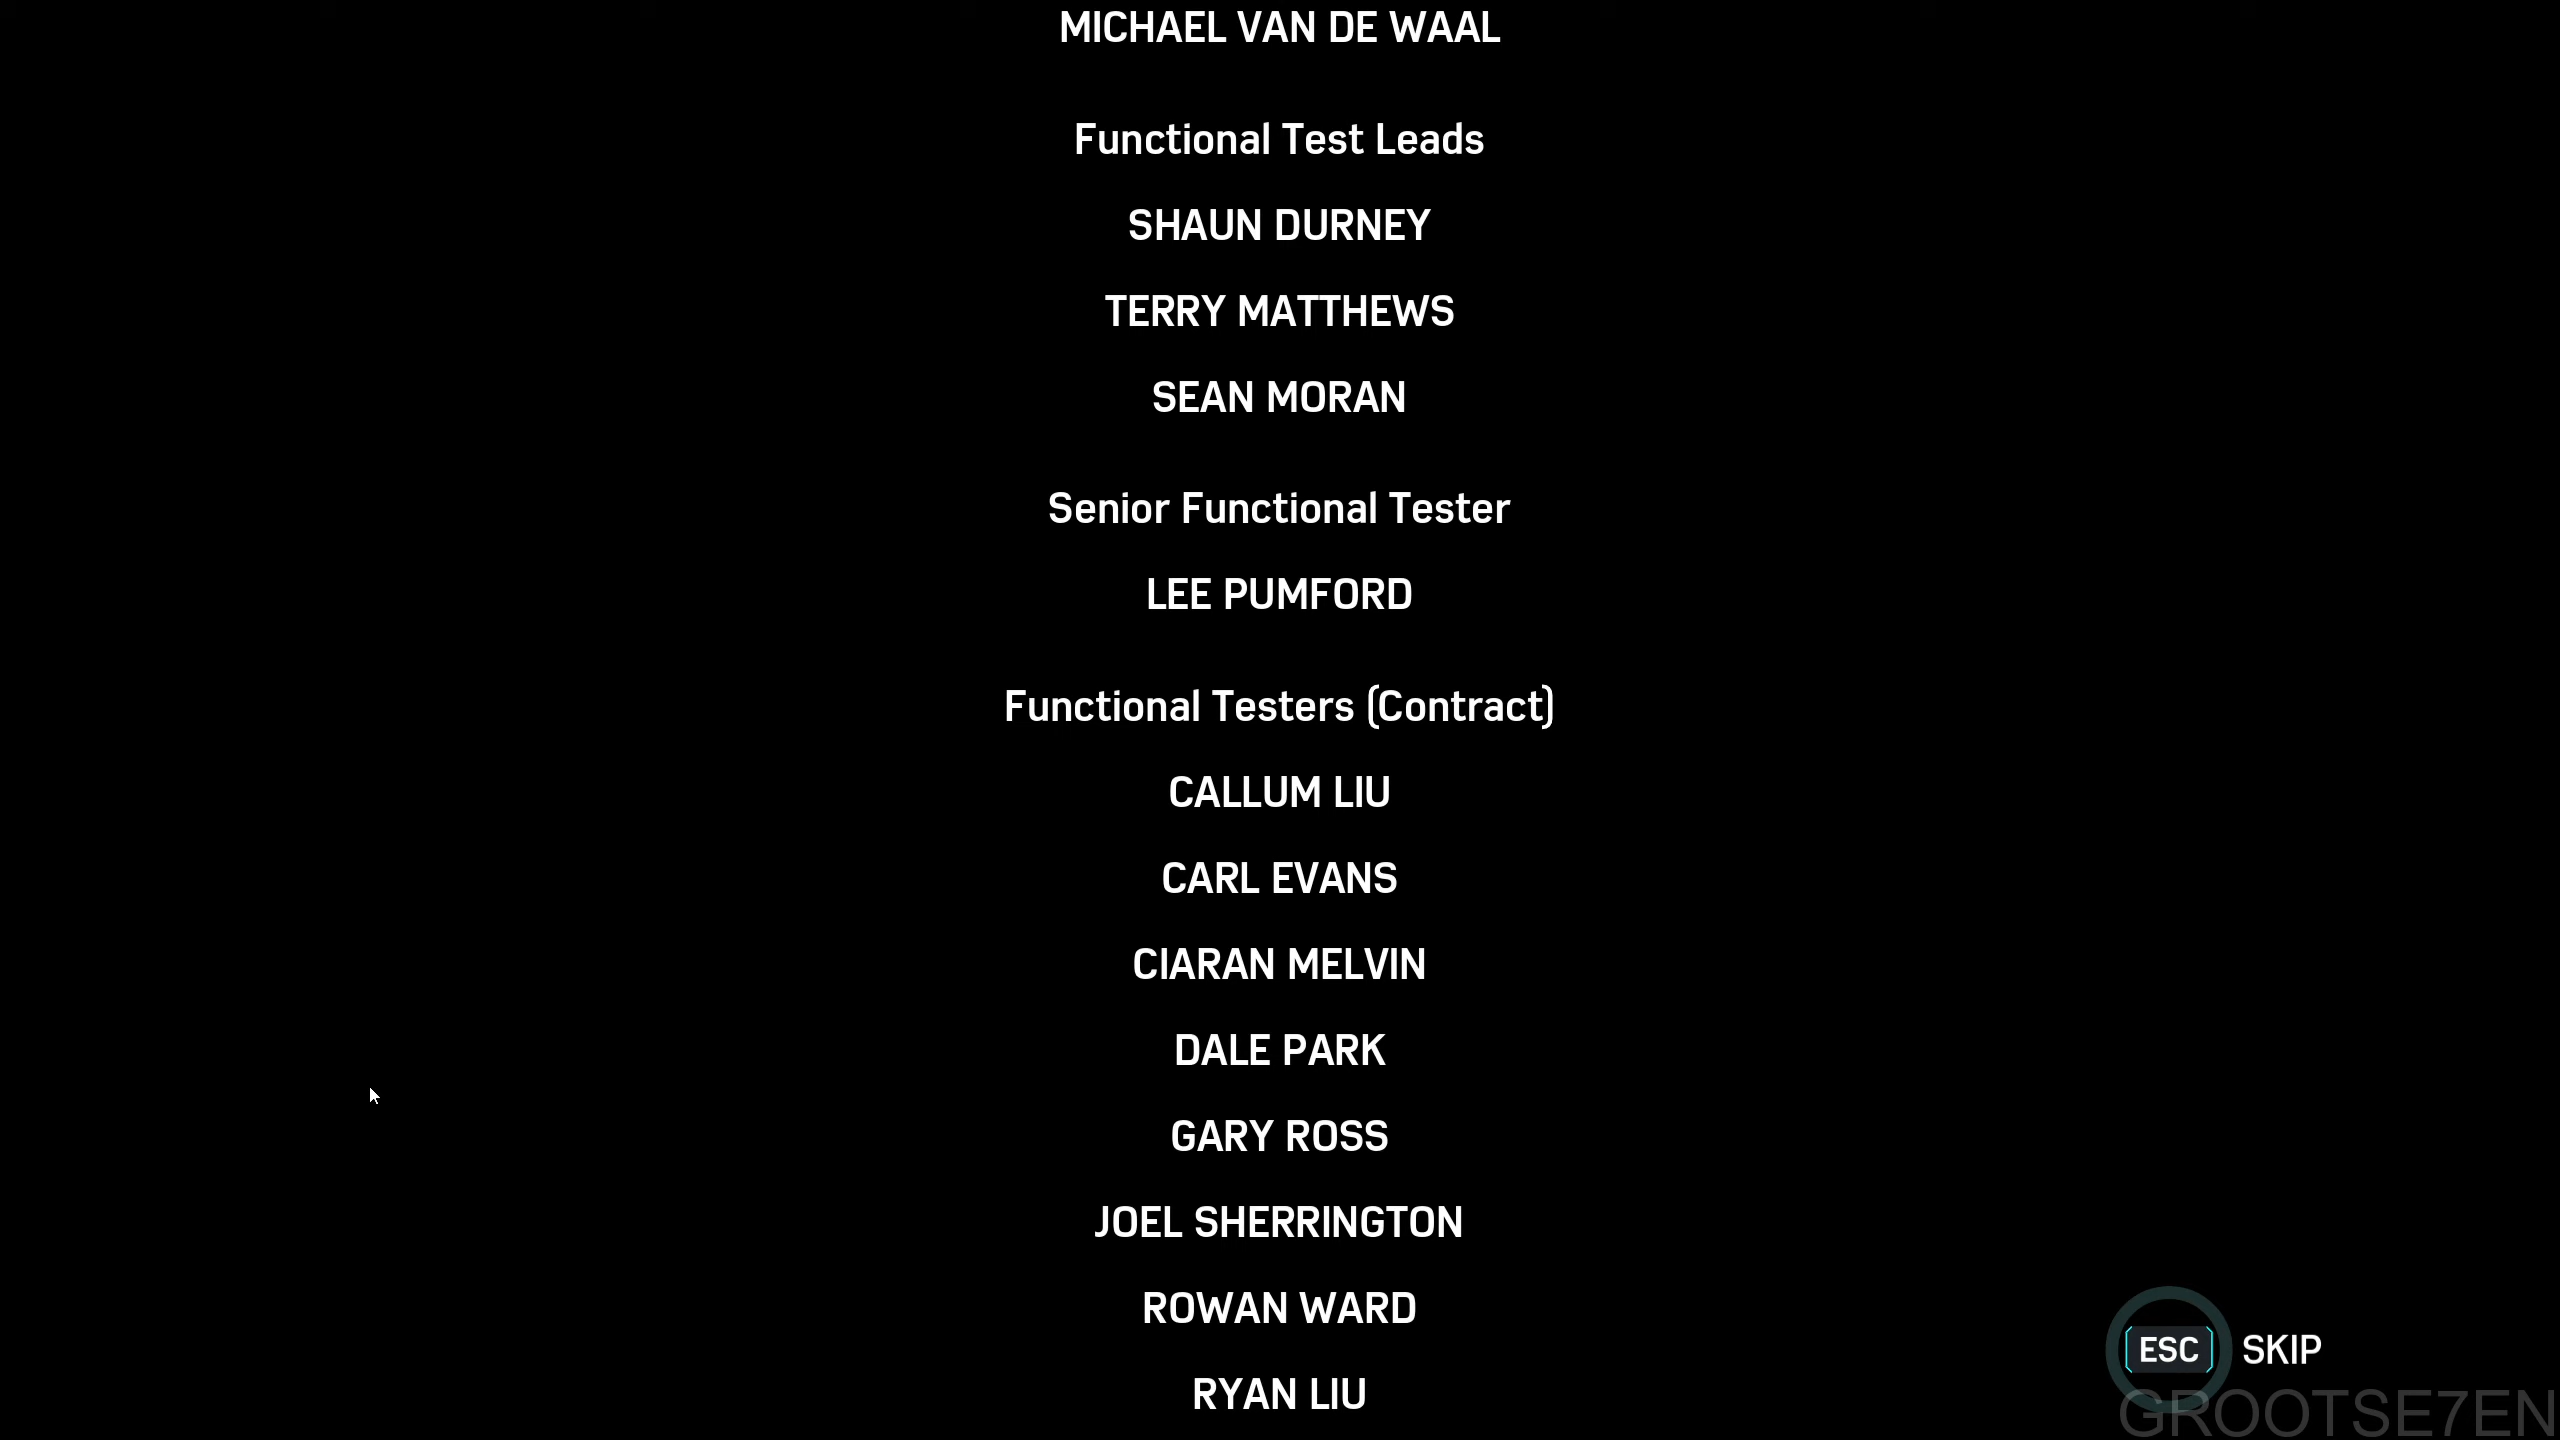 MICHAEL VAN DE WAAL
Functional Test Leads
SHAUN DURNEY
TERRY MATTHEWS
SEAN MORAN
Senior Functional Tester
LEE PUMFORD
Functional Testers (Contract)
CALLUM LIU
CARL EVANS
CIARAN MELVIN
DALE PARK
GARY ROSS
JOEL SHERRINGTON
ROWAN WARD
RYAN LIU
ESC SKIP
GROOTSE7EN